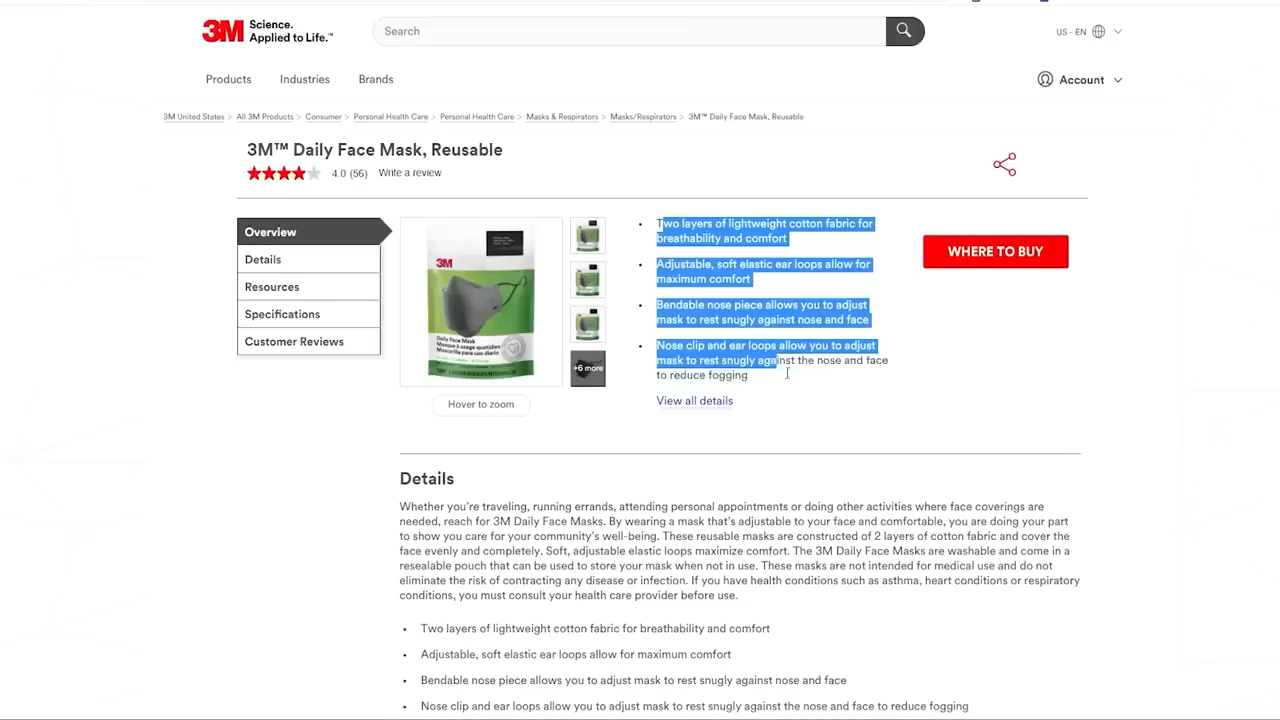 3M Science.
Applied to Life.™
Search
US - EN
Products Industries Brands
Account
3M United States > All 3M Products > Consumer > Personal Health Care > Personal Health Care > Masks & Respirators > Masks/Respirators > 3M™ Daily Face Mask, Reusable
3M™ Daily Face Mask, Reusable
4.0 (56) Write a review
Overview
Details
Resources
Specifications
Customer Reviews
3M
Daily Face Mask
Masque à usage quotidien
Mascarilla para uso diario
+6 more
Hover to zoom
• Two layers of lightweight cotton fabric for
breathability and comfort
• Adjustable, soft elastic ear loops allow for
maximum comfort
• Bendable nose piece allows you to adjust
mask to rest snugly against nose and face
• Nose clip and ear loops allow you to adjust
mask to rest snugly against the nose and face
to reduce fogging
View all details
WHERE TO BUY
Details
Whether you’re traveling, running errands, attending personal appointments or doing other activities where face coverings are
needed, reach for 3M Daily Face Masks. By wearing a mask that’s adjustable to your face and comfortable, you are doing your part
to show you care for your community’s well-being. These reusable masks are constructed of 2 layers of cotton fabric and cover the
face evenly and completely. Soft, adjustable elastic loops maximize comfort. The 3M Daily Face Masks are washable and come in a
resealable pouch that can be used to store your mask when not in use. These masks are not intended for medical use and do not
eliminate the risk of contracting any disease or infection. If you have health conditions such as asthma, heart conditions or respiratory
conditions, you must consult your health care provider before use.
• Two layers of lightweight cotton fabric for breathability and comfort
• Adjustable, soft elastic ear loops allow for maximum comfort
• Bendable nose piece allows you to adjust mask to rest snugly against nose and face
• Nose clip and ear loops allow you to adjust mask to rest snugly against the nose and face to reduce fogging